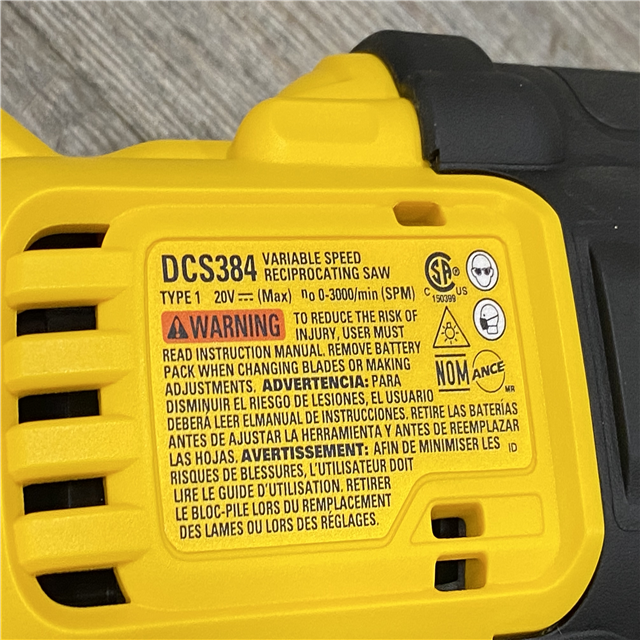 DCS384 VARIABLE SPEED
RECIPROCATING SAW
TYPE 1 20V (Max) no 0-3000/min (SPM)
C US
150399
WARNING TO REDUCE THE RISK OF
INJURY, USER MUST
READ INSTRUCTION MANUAL. REMOVE BATTERY
PACK WHEN CHANGING BLADES OR MAKING
ADJUSTMENTS. ADVERTENCIA: PARA
DISMINUIR EL RIESGO DE LESIONES, EL USUARIO
DEBERÁ LEER ELMANUAL DE INSTRUCCIONES. RETIRE LAS BATERÍAS
ANTES DE AJUSTAR LA HERRAMIENTA Y ANTES DE REEMPLAZAR
LAS HOJAS. AVERTISSEMENT: AFIN DE MINIMISER LES
RISQUES DE BLESSURES, L'UTILISATEUR DOIT
LIRE LE GUIDE D'UTILISATION. RETIRER
LE BLOC-PILE LORS DU REMPLACEMENT
DES LAMES OU LORS DES RÉGLAGES.
NOM ANCE
MR
ID